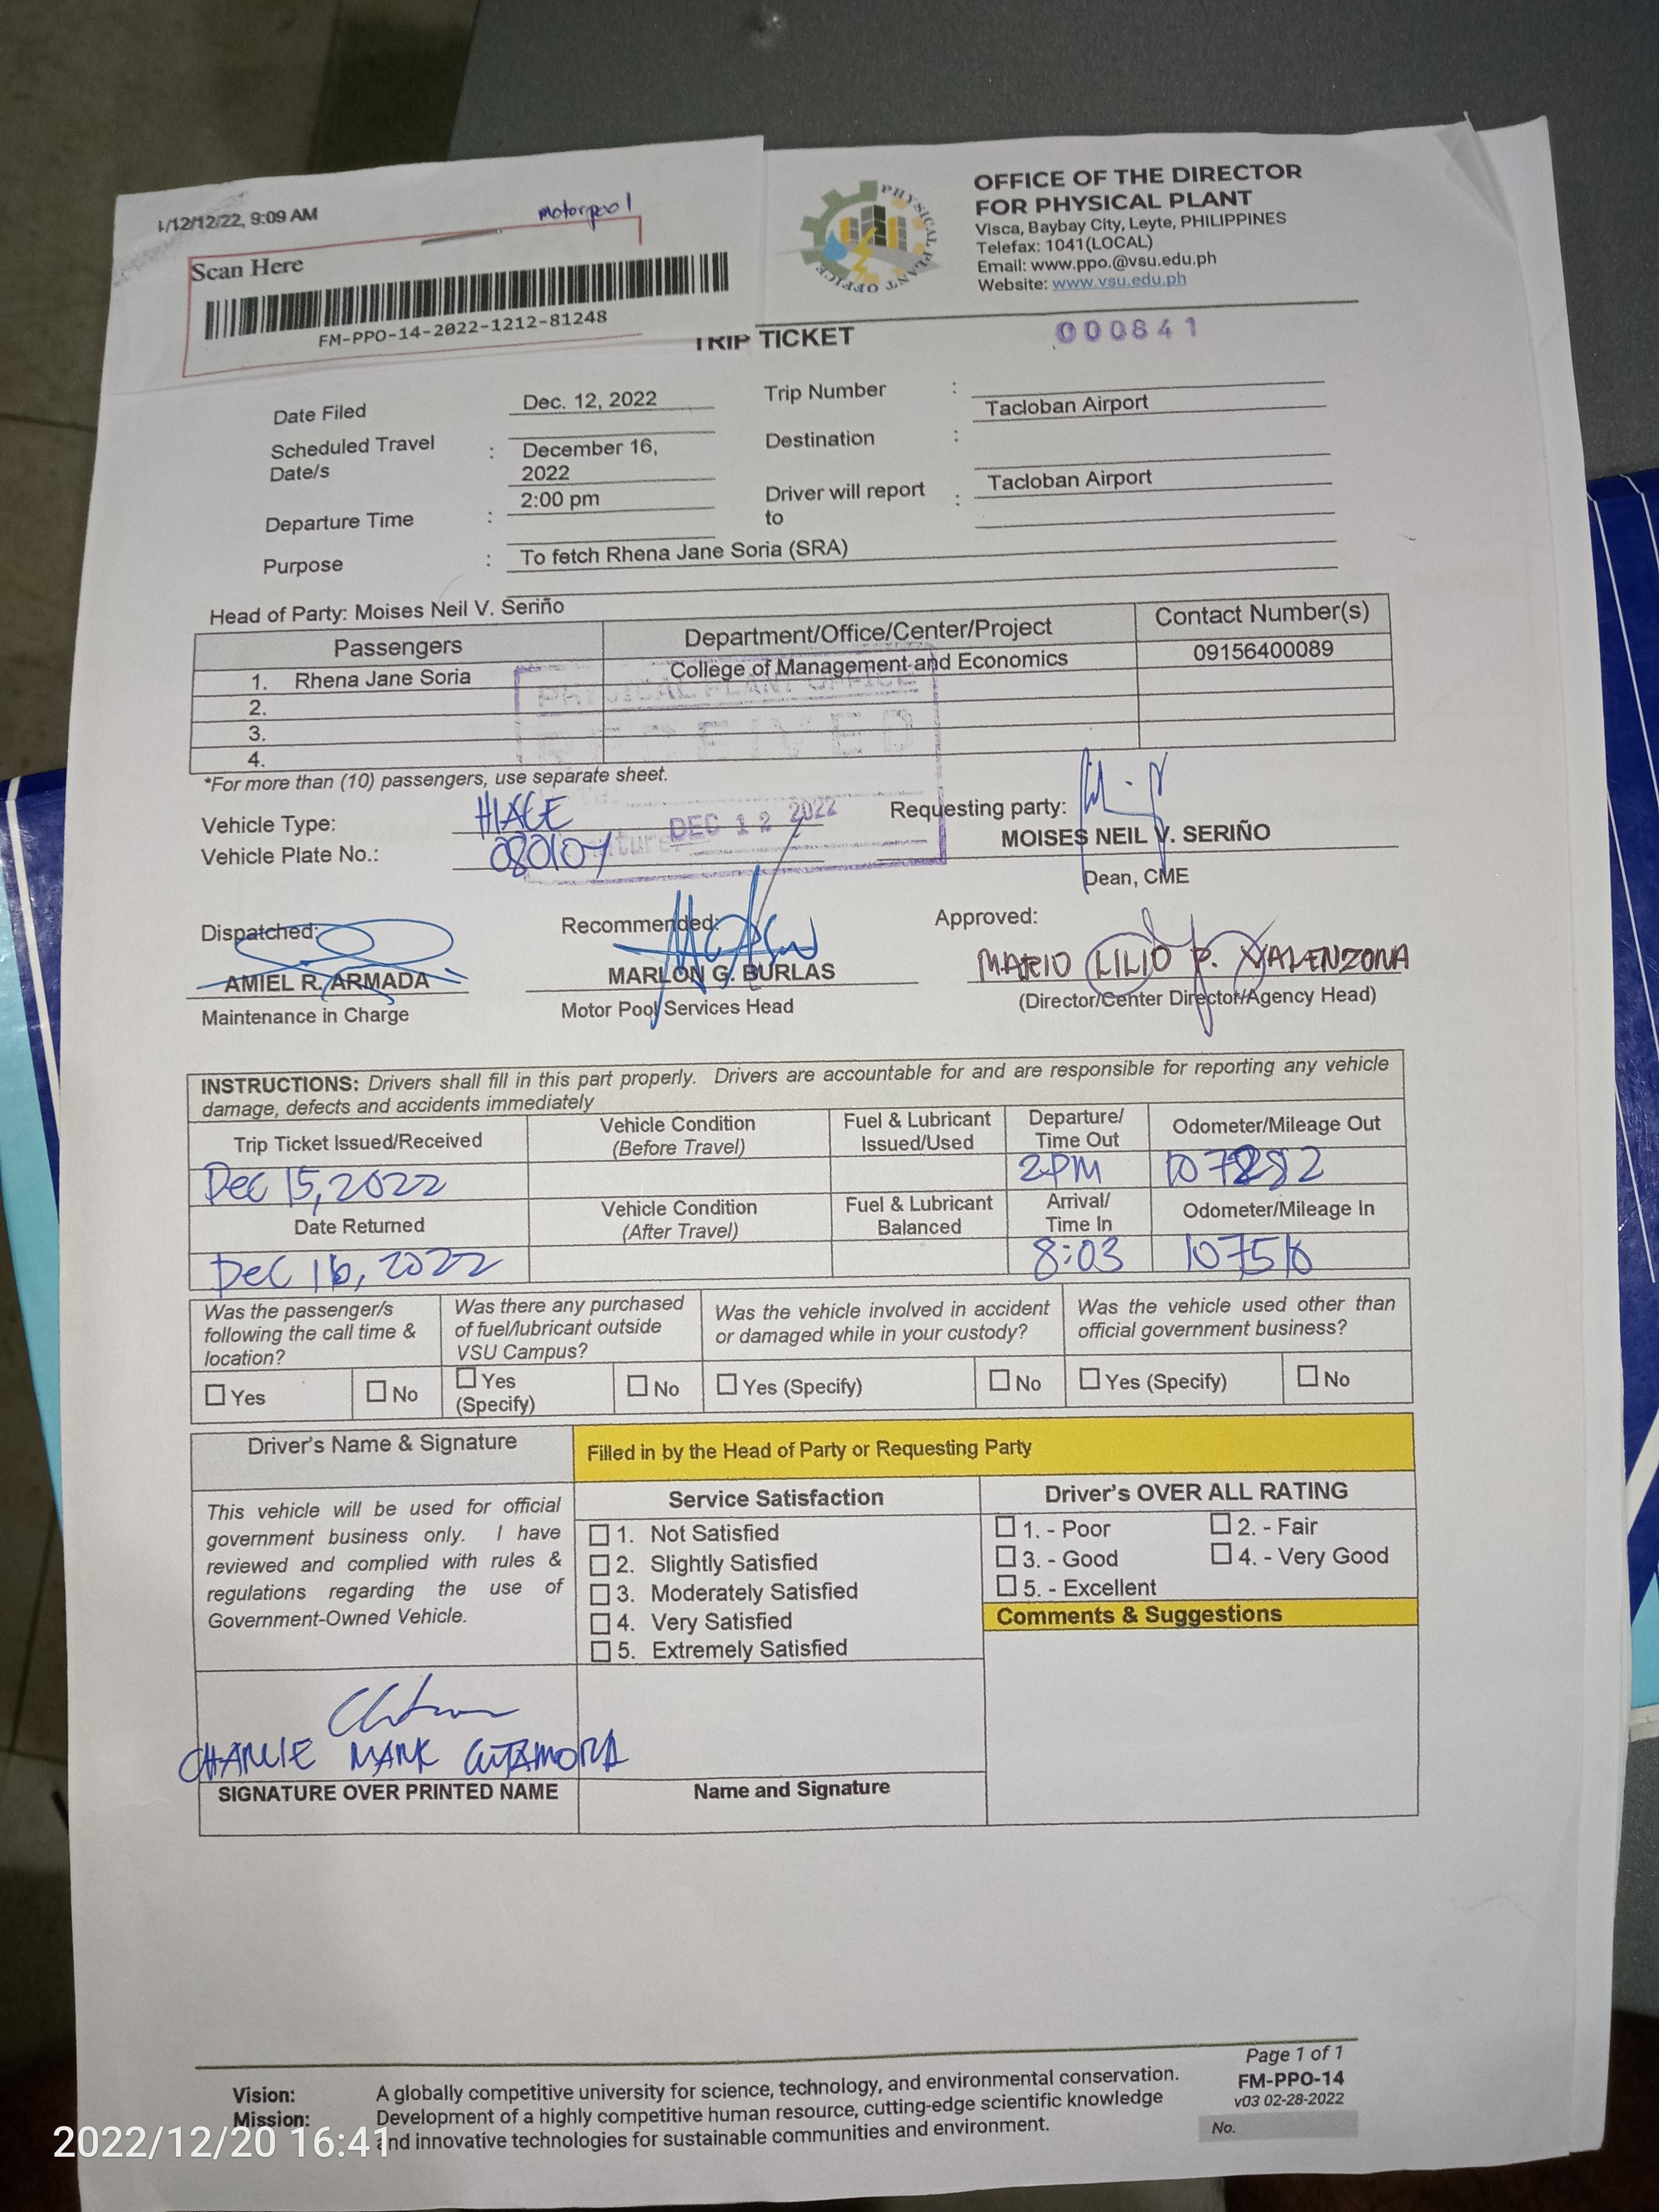 1/12/12/22, 9:09 AM
motorpool
Scan Here
FM-PPO-14-2022-1212-81248
PHYSICAL PLANT OFFICE
OFFICE OF THE DIRECTOR
FOR PHYSICAL PLANT
Visca, Baybay City, Leyte, PHILIPPINES
Telefax: 1041(LOCAL)
Email: www.ppo.@vsu.edu.ph
Website: www.vsu.edu.ph
TRIP TICKET
000841
Date Filed Dec. 12, 2022 Trip Number :
Tacloban Airport
Scheduled Travel Date/s : December 16, 2022 Destination :
Departure Time : 2:00 pm Driver will report to : Tacloban Airport
Purpose : To fetch Rhena Jane Soria (SRA)
Head of Party: Moises Neil V. Seriño
Passengers Department/Office/Center/Project Contact Number(s)
1. Rhena Jane Soria College of Management and Economics 09156400089
2.
3.
4.
PHYSICAL PLANT OFFICE
RECEIVED
DEC 12 2022
*For more than (10) passengers, use separate sheet.
Vehicle Type: HIACE
Vehicle Plate No.: 080107
Requesting party:
MOISES NEIL V. SERIÑO
Dean, CME
Dispatched: Recommended: Approved:
AMIEL R. ARMADA MARLON G. BURLAS MARIO LILIO P. VALENZONA
Maintenance in Charge Motor Pool Services Head (Director/Center Director/Agency Head)
INSTRUCTIONS: Drivers shall fill in this part properly. Drivers are accountable for and are responsible for reporting any vehicle
damage, defects and accidents immediately
Trip Ticket Issued/Received Vehicle Condition (Before Travel) Fuel & Lubricant Issued/Used Departure/ Time Out Odometer/Mileage Out
Dec 15, 2022 2PM
Date Returned Vehicle Condition (After Travel) Fuel & Lubricant Balanced Arrival/ Time In Odometer/Mileage In
Dec 16, 2022 8:03
Was the passenger/s following the call time & location?
Was there any purchased of fuel/lubricant outside VSU Campus?
Was the vehicle involved in accident or damaged while in your custody?
Was the vehicle used other than official government business?
Yes No Yes (Specify) No Yes (Specify) No Yes (Specify) No
Driver's Name & Signature
Filled in by the Head of Party or Requesting Party
This vehicle will be used for official
government business only. I have
reviewed and complied with rules &
regulations regarding the use of
Government-Owned Vehicle.
Service Satisfaction
1. Not Satisfied
2. Slightly Satisfied
3. Moderately Satisfied
4. Very Satisfied
5. Extremely Satisfied
Driver's OVER ALL RATING
1. - Poor 2. - Fair
3. - Good 4. - Very Good
5. - Excellent
Comments & Suggestions
CHARLIE MARK CUTAMORA
SIGNATURE OVER PRINTED NAME Name and Signature
Page 1 of 1
FM-PPO-14
v03 02-28-2022
No.
Vision: A globally competitive university for science, technology, and environmental conservation.
Mission: Development of a highly competitive human resource, cutting-edge scientific knowledge
and innovative technologies for sustainable communities and environment.
2022/12/20 16:41